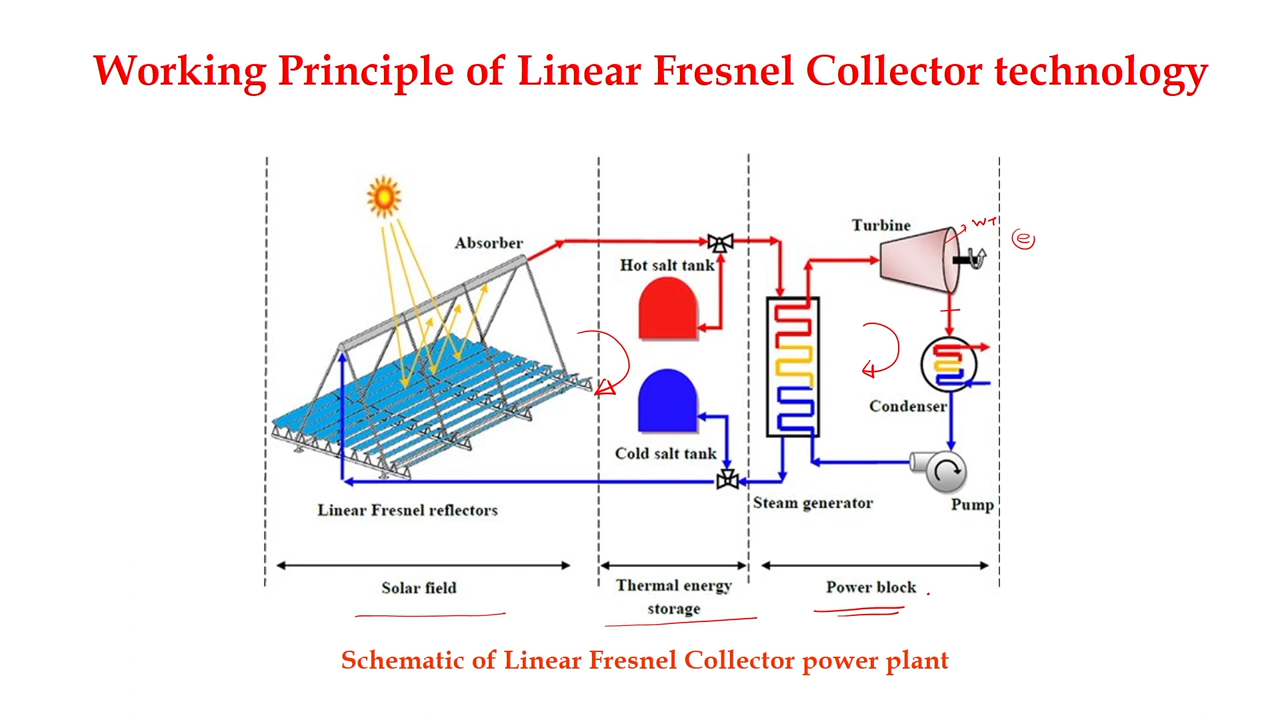 Working Principle of Linear Fresnel Collector technology
Absorber
Hot salt tank
Cold salt tank
Turbine
WT
e
Condenser
Pump
Steam generator
Linear Fresnel reflectors
Solar field
Thermal energy
storage
Power block
Schematic of Linear Fresnel Collector power plant